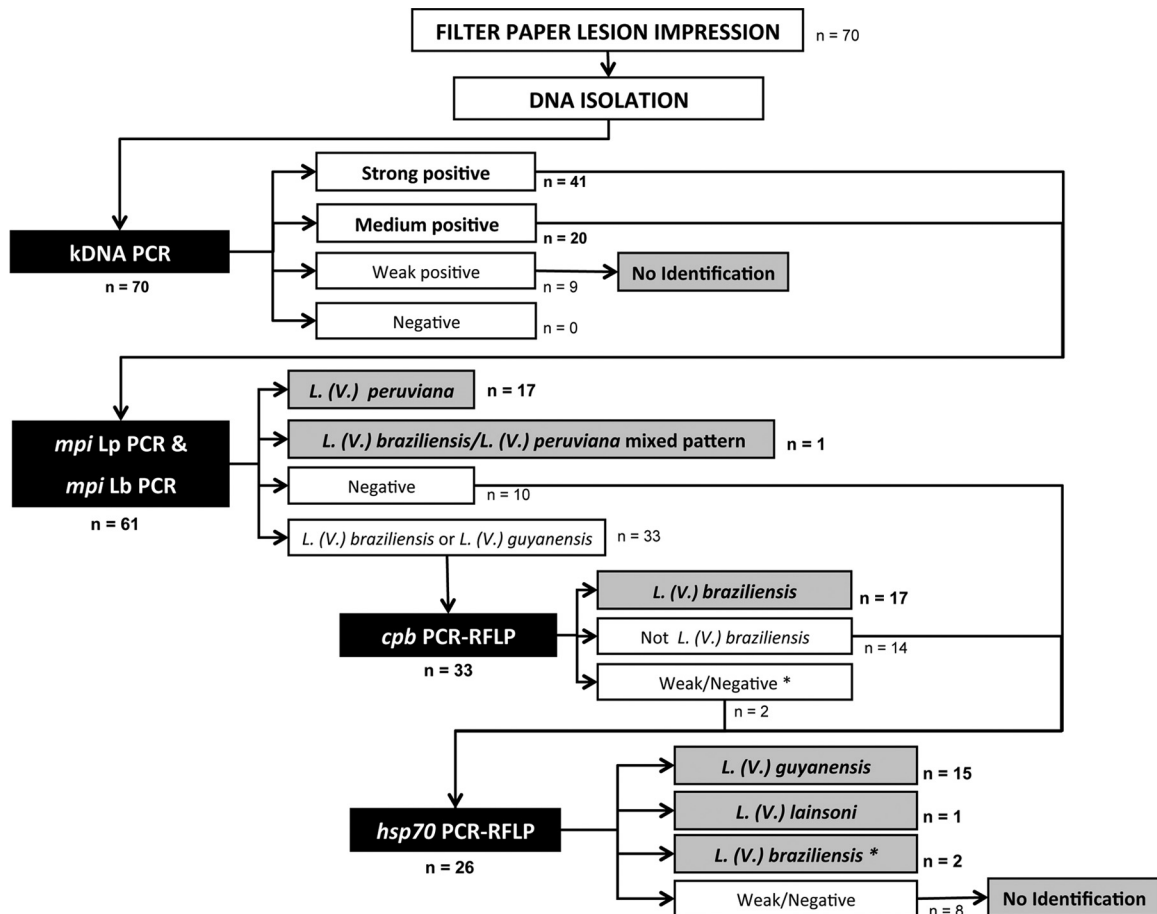 FILTER PAPER LESION IMPRESSION
n = 70
DNA ISOLATION
Strong positive
n = 41
Medium positive
n = 20
kDNA PCR
n = 70
Weak positive
n = 9
No Identification
Negative
n = 0
L. (V.) peruviana
n = 17
mpi Lp PCR &
mpi Lb PCR
n = 61
L. (V.) braziliensis/L. (V.) peruviana mixed pattern
n = 1
Negative
n = 10
L. (V.) braziliensis or L. (V.) guyanensis
n = 33
L. (V.) braziliensis
n = 17
cpb PCR-RFLP
n = 33
Not L. (V.) braziliensis
n = 14
Weak/Negative *
n = 2
L. (V.) guyanensis
n = 15
hsp70 PCR-RFLP
n = 26
L. (V.) lainsoni
n = 1
L. (V.) braziliensis *
n = 2
Weak/Negative
n = 8
No Identification